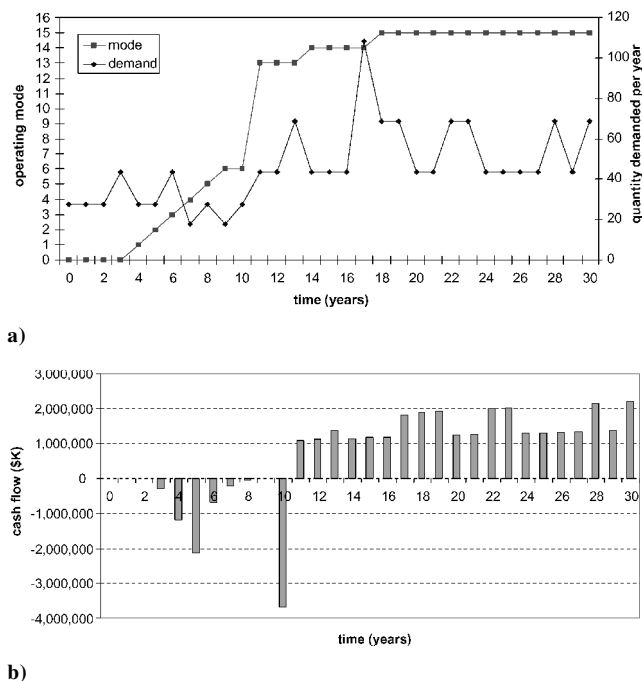 16
15
14
13
12
11
10
9
8
7
6
5
4
3
2
1
0
operating mode
mode
demand
120
100
80
60
40
20
0
quantity demanded per year
0 2 4 6 8 10 12 14 16 18 20 22 24 26 28 30
time (years)
a)
3,000,000
2,000,000
1,000,000
0
-1,000,000
-2,000,000
-3,000,000
-4,000,000
cash flow ($K)
0 2 4 6 8 10 12 14 16 18 20 22 24 26 28 30
time (years)
b)